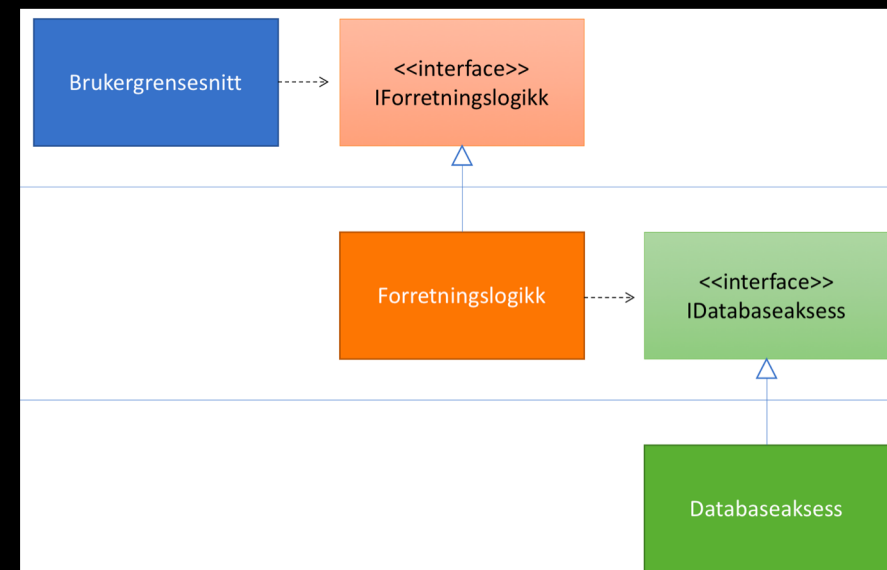 Brukergrensesnitt
<<interface>>
IForretningslogikk
Forretningslogikk
<<interface>>
IDatabaseaksess
Databaseaksess